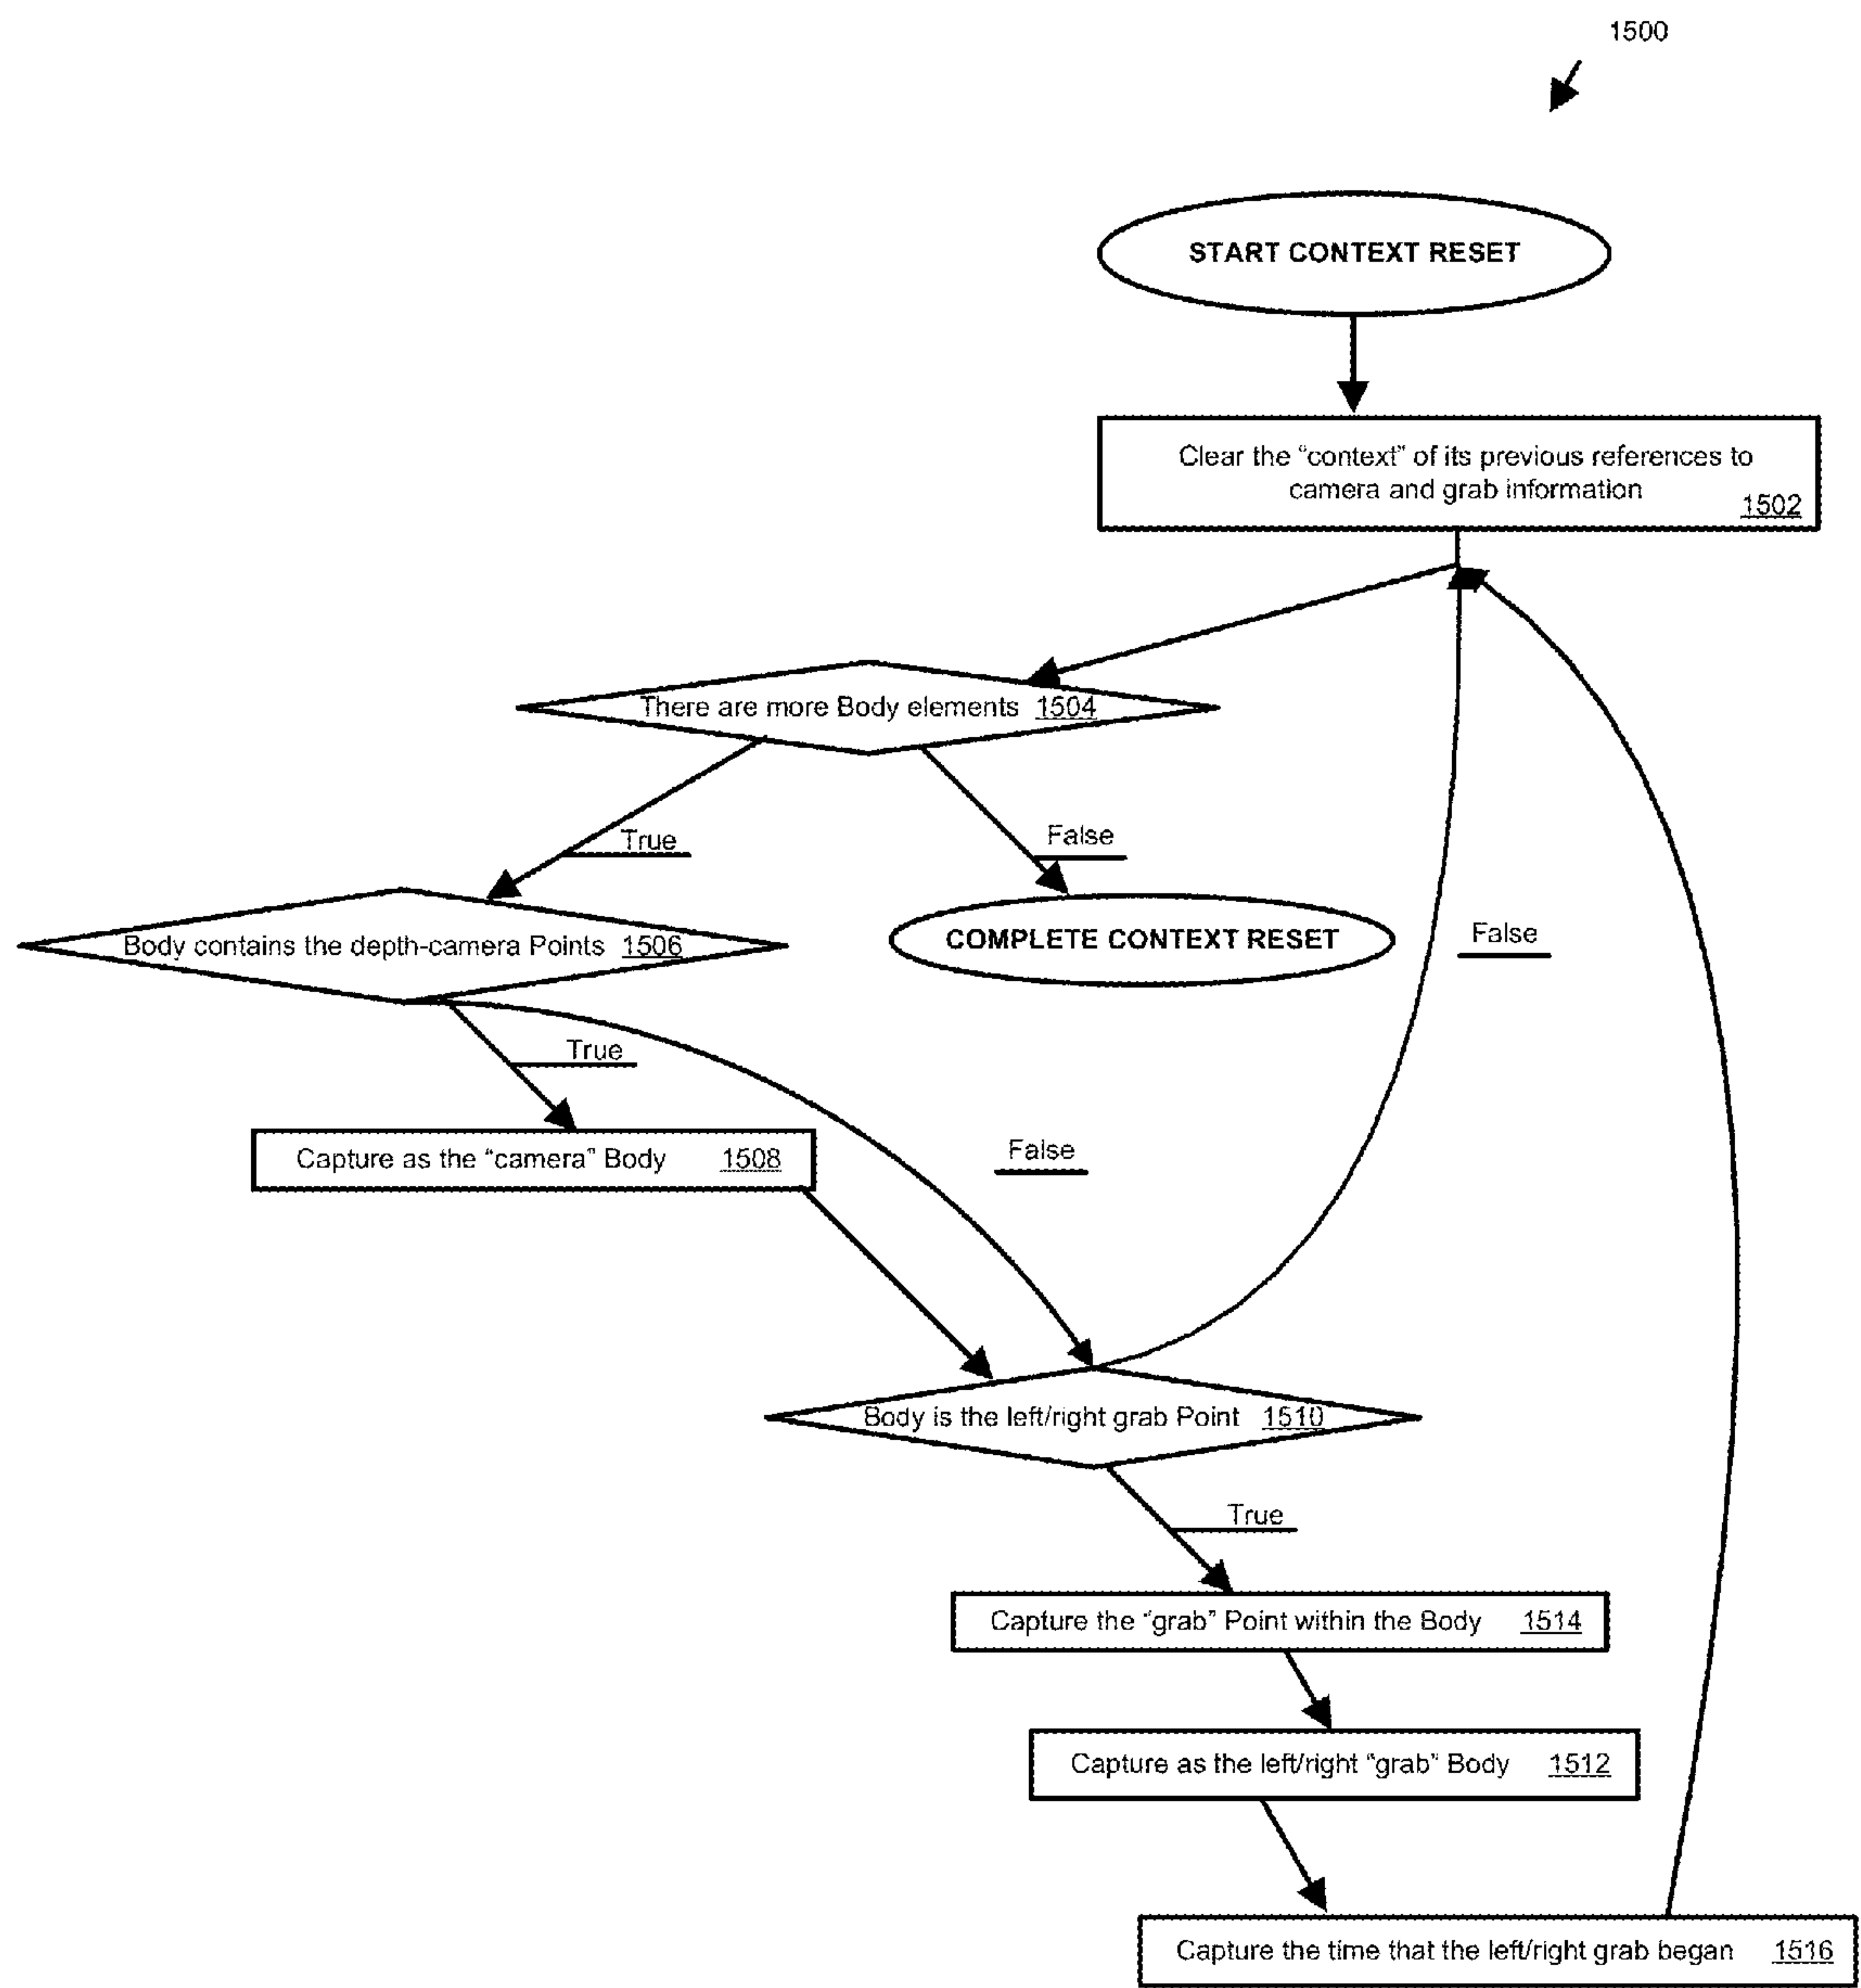 1500
START CONTEXT RESET
Clear the “context” of its previous references to
camera and grab information
1502
There are more Body elements 1504
True
False
Body contains the depth-camera Points 1506
COMPLETE CONTEXT RESET
False
True
Capture as the “camera” Body 1508
False
Body is the left/right grab Point 1510
True
Capture the “grab” Point within the Body 1514
Capture as the left/right “grab” Body 1512
Capture the time that the left/right grab began 1516